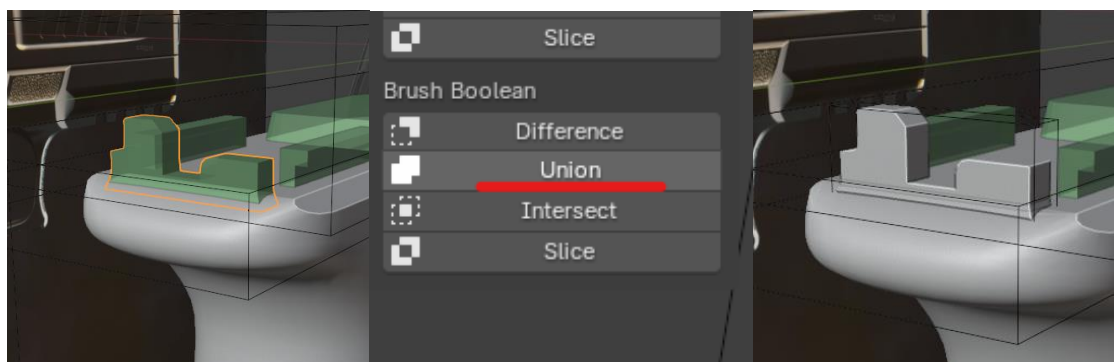 Slice
Brush Boolean
Difference
Union
Intersect
Slice